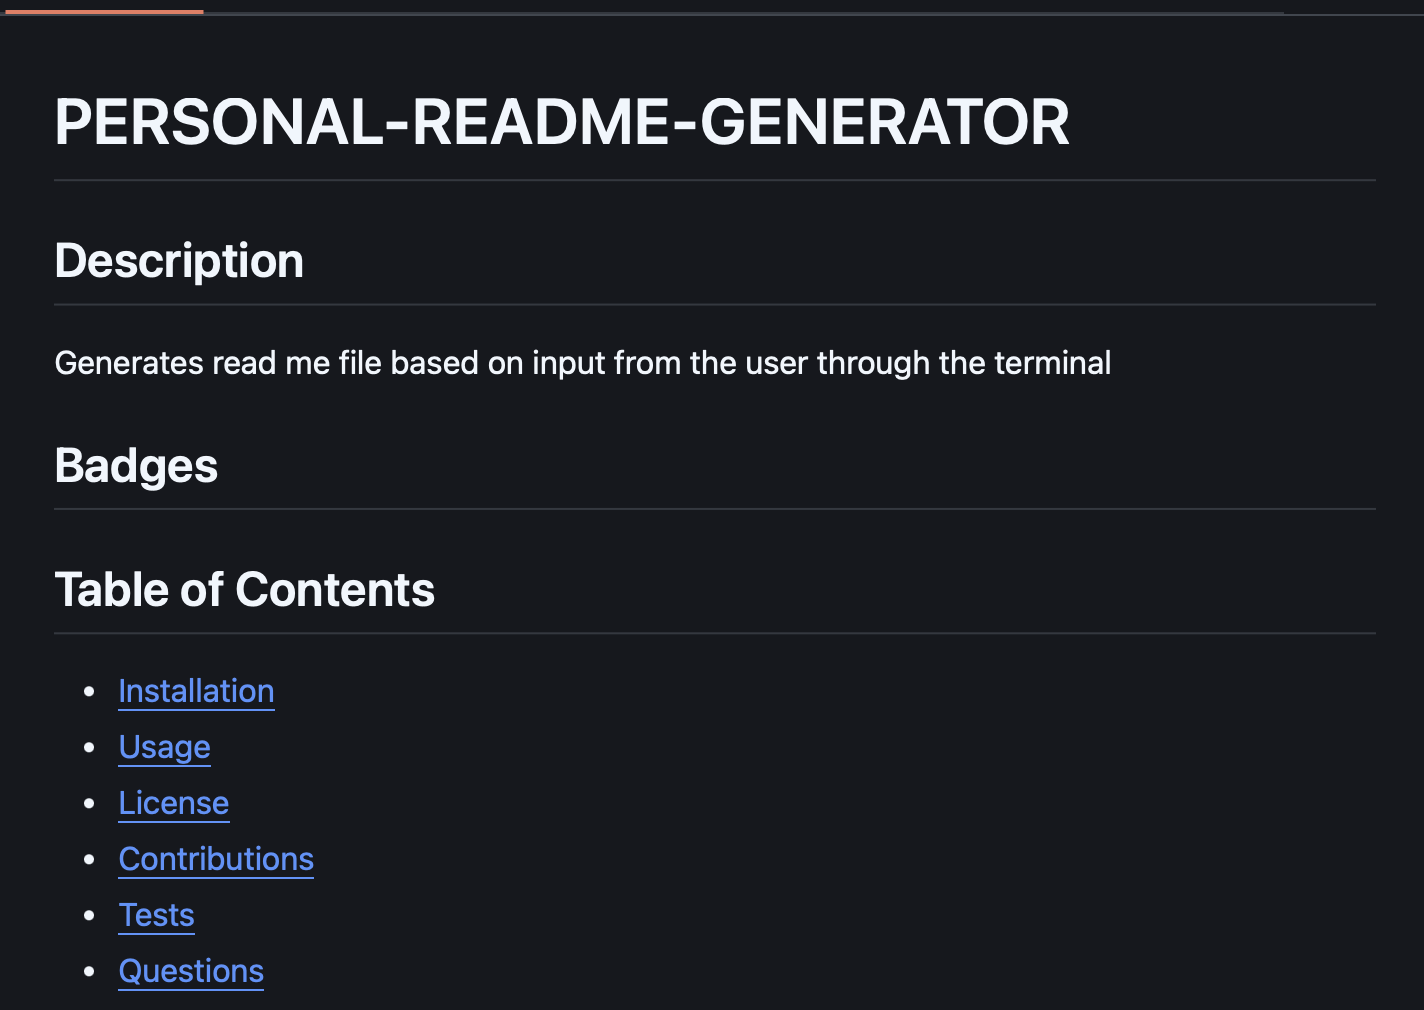 PERSONAL-README-GENERATOR
Description
Generates read me file based on input from the user through the terminal
Badges
Table of Contents
Installation
Usage
License
Contributions
Tests
Questions